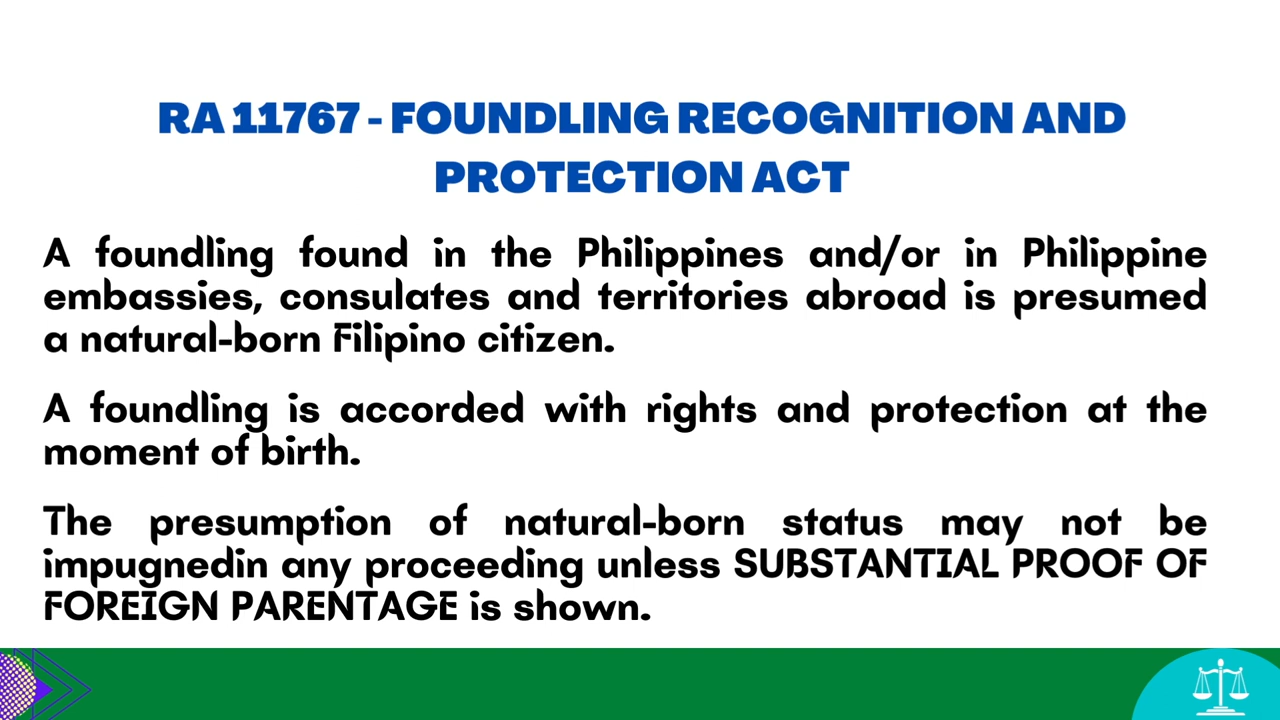 RA 11767 - FOUNDLING RECOGNITION AND
PROTECTION ACT
A foundling found in the Philippines and/or in Philippine
embassies, consulates and territories abroad is presumed
a natural-born Filipino citizen.
A foundling is accorded with rights and protection at the
moment of birth.
The presumption of natural-born status may not be
impugnedin any proceeding unless SUBSTANTIAL PROOF OF
FOREIGN PARENTAGE is shown.